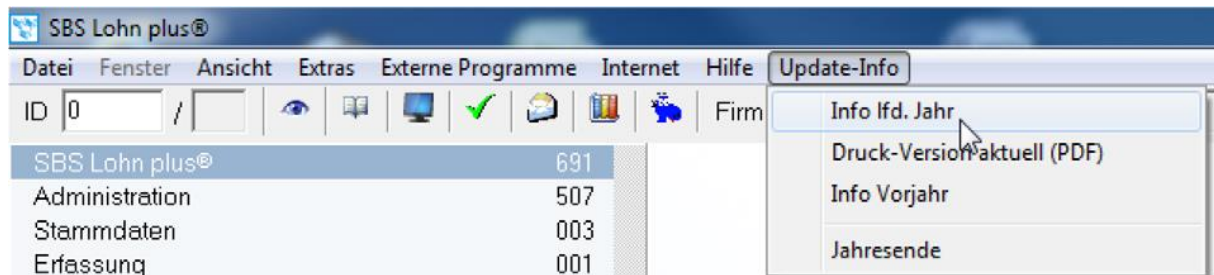 SBS Lohn plus®
Datei Fenster Ansicht Extras Externe Programme Internet Hilfe Update-Info
ID 0 / Firm
Info lfd. Jahr
Druck-Version aktuell (PDF)
Info Vorjahr
Jahresende
SBS Lohn plus® 691
Administration 507
Stammdaten 003
Erfassung 001